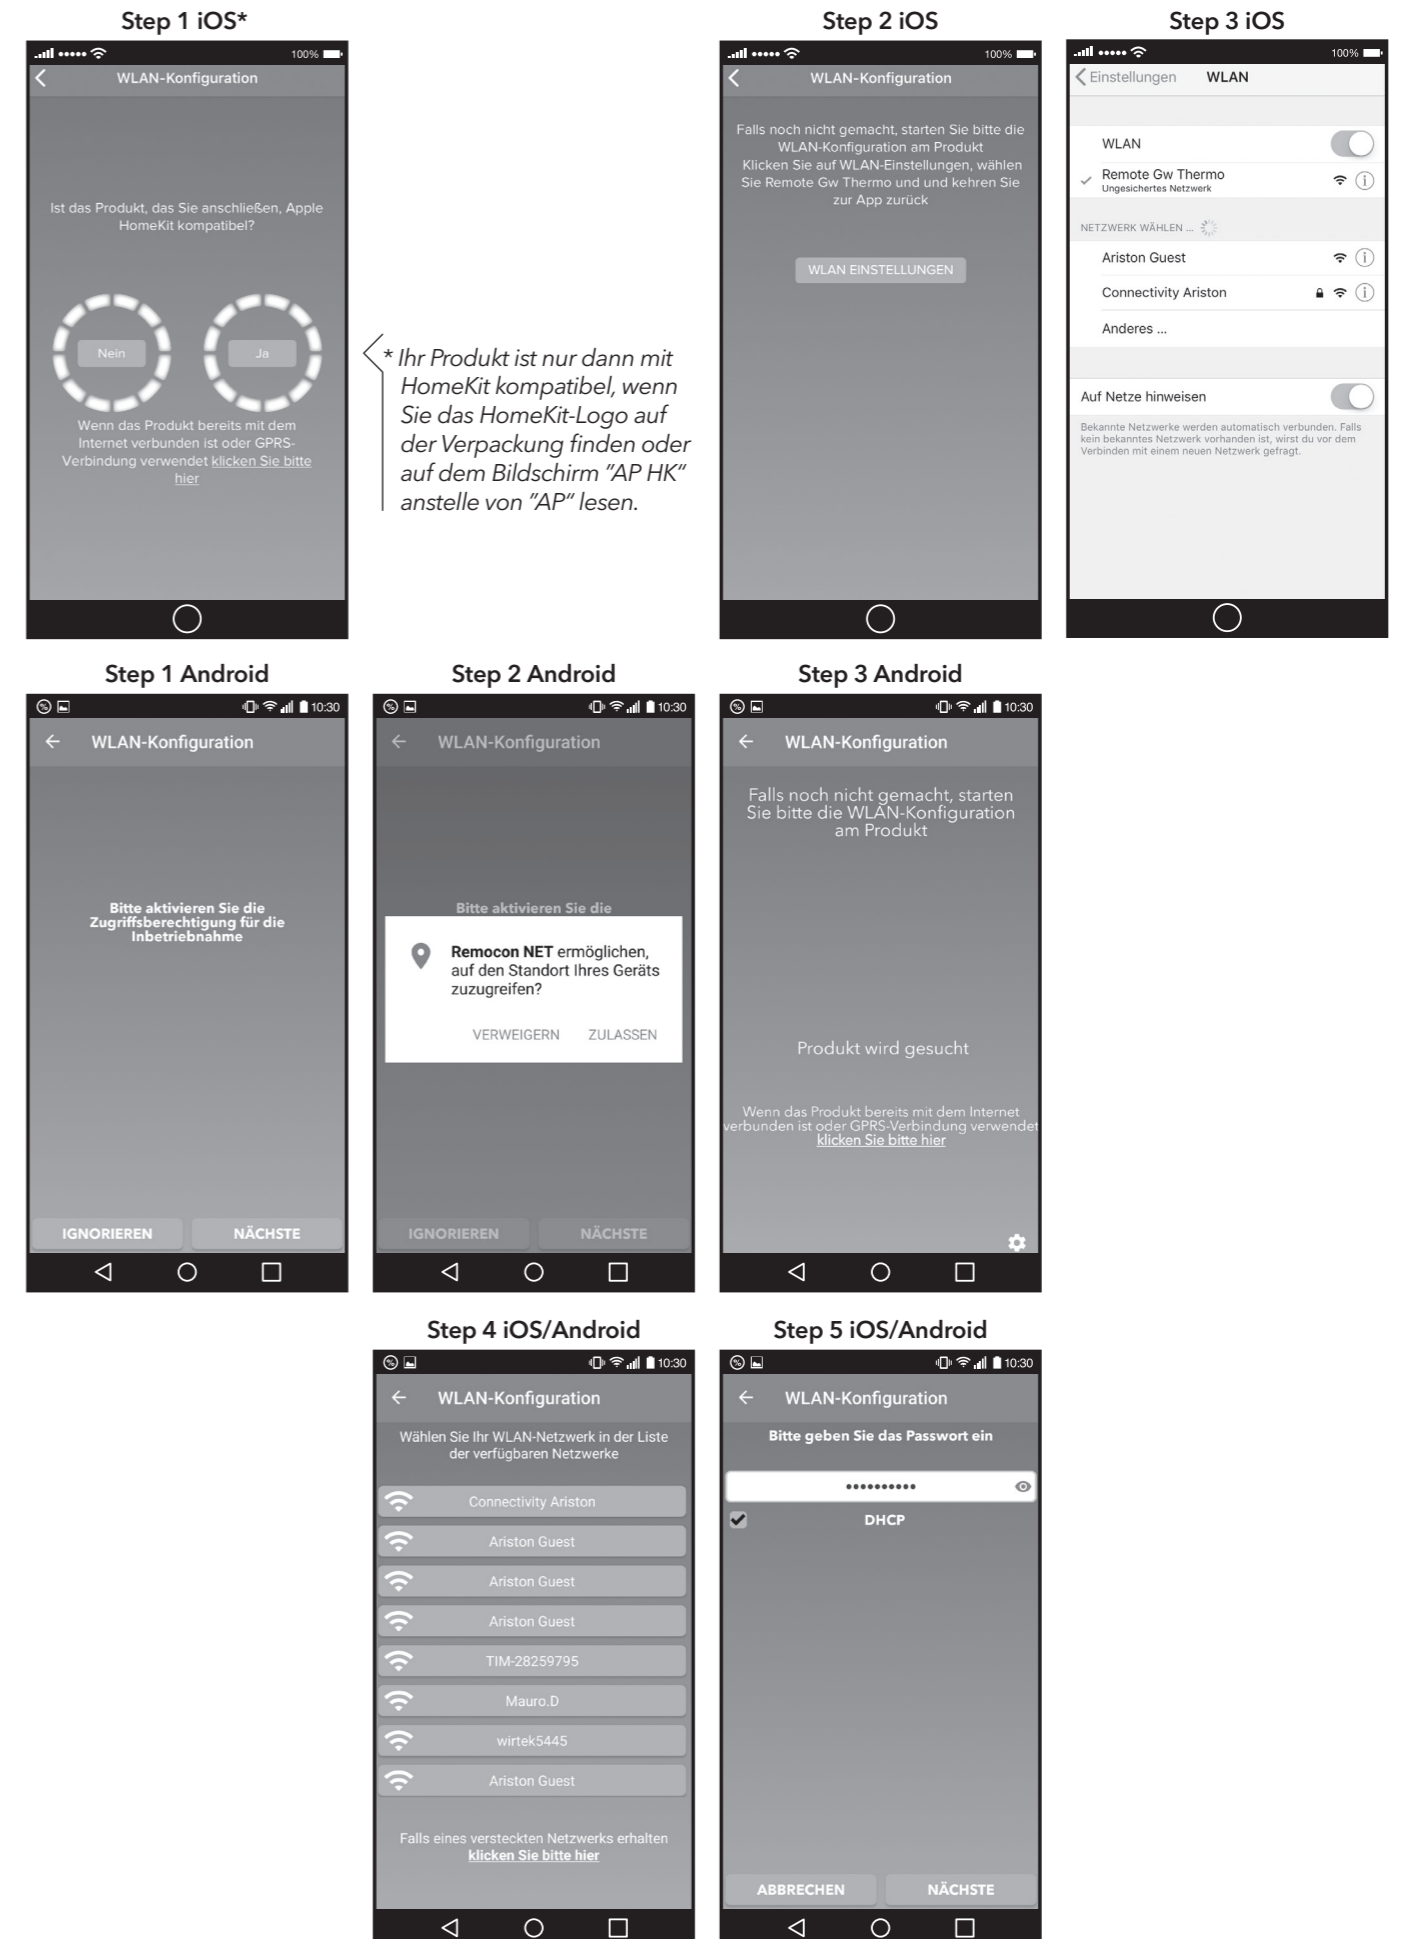 Step 1 iOS*
100%
WLAN-Konfiguration
Ist das Produkt, das Sie anschließen, Apple
HomeKit kompatibel?
Nein
Ja
Wenn das Produkt bereits mit dem
Internet verbunden ist oder GPRS-
Verbindung verwendet klicken Sie bitte
hier
* Ihr Produkt ist nur dann mit
HomeKit kompatibel, wenn
Sie das HomeKit-Logo auf
der Verpackung finden oder
auf dem Bildschirm "AP HK"
anstelle von "AP" lesen.
Step 2 iOS
100%
WLAN-Konfiguration
Falls noch nicht gemacht, starten Sie bitte die
WLAN-Konfiguration am Produkt
Klicken Sie auf WLAN-Einstellungen, wählen
Sie Remote Gw Thermo und und kehren Sie
zur App zurück
WLAN EINSTELLUNGEN
Step 3 iOS
100%
Einstellungen WLAN
WLAN
Remote Gw Thermo
Ungesichertes Netzwerk
NETZWERK WÄHLEN ...
Ariston Guest
Connectivity Ariston
Anderes ...
Auf Netze hinweisen
Bekannte Netzwerke werden automatisch verbunden. Falls
kein bekanntes Netzwerk vorhanden ist, wirst du vor dem
Verbinden mit einem neuen Netzwerk gefragt.
Step 1 Android
10:30
WLAN-Konfiguration
Bitte aktivieren Sie die
Zugriffsberechtigung für die
Inbetriebnahme
IGNORIEREN NÄCHSTE
Step 2 Android
10:30
WLAN-Konfiguration
Bitte aktivieren Sie die
Remocon NET ermöglichen,
auf den Standort Ihres Geräts
zuzugreifen?
VERWEIGERN ZULASSEN
IGNORIEREN NÄCHSTE
Step 3 Android
10:30
WLAN-Konfiguration
Falls noch nicht gemacht, starten
Sie bitte die WLAN-Konfiguration
am Produkt
Produkt wird gesucht
Wenn das Produkt bereits mit dem Internet
verbunden ist oder GPRS-Verbindung verwendet
klicken Sie bitte hier
Step 4 iOS/Android
10:30
WLAN-Konfiguration
Wählen Sie Ihr WLAN-Netzwerk in der Liste
der verfügbaren Netzwerke
Connectivity Ariston
Ariston Guest
Ariston Guest
Ariston Guest
TIM-28259795
Mauro.D
wirtek5445
Ariston Guest
Falls eines versteckten Netzwerks erhalten
klicken Sie bitte hier
Step 5 iOS/Android
10:30
WLAN-Konfiguration
Bitte geben Sie das Passwort ein
••••••••••
DHCP
ABBRECHEN NÄCHSTE